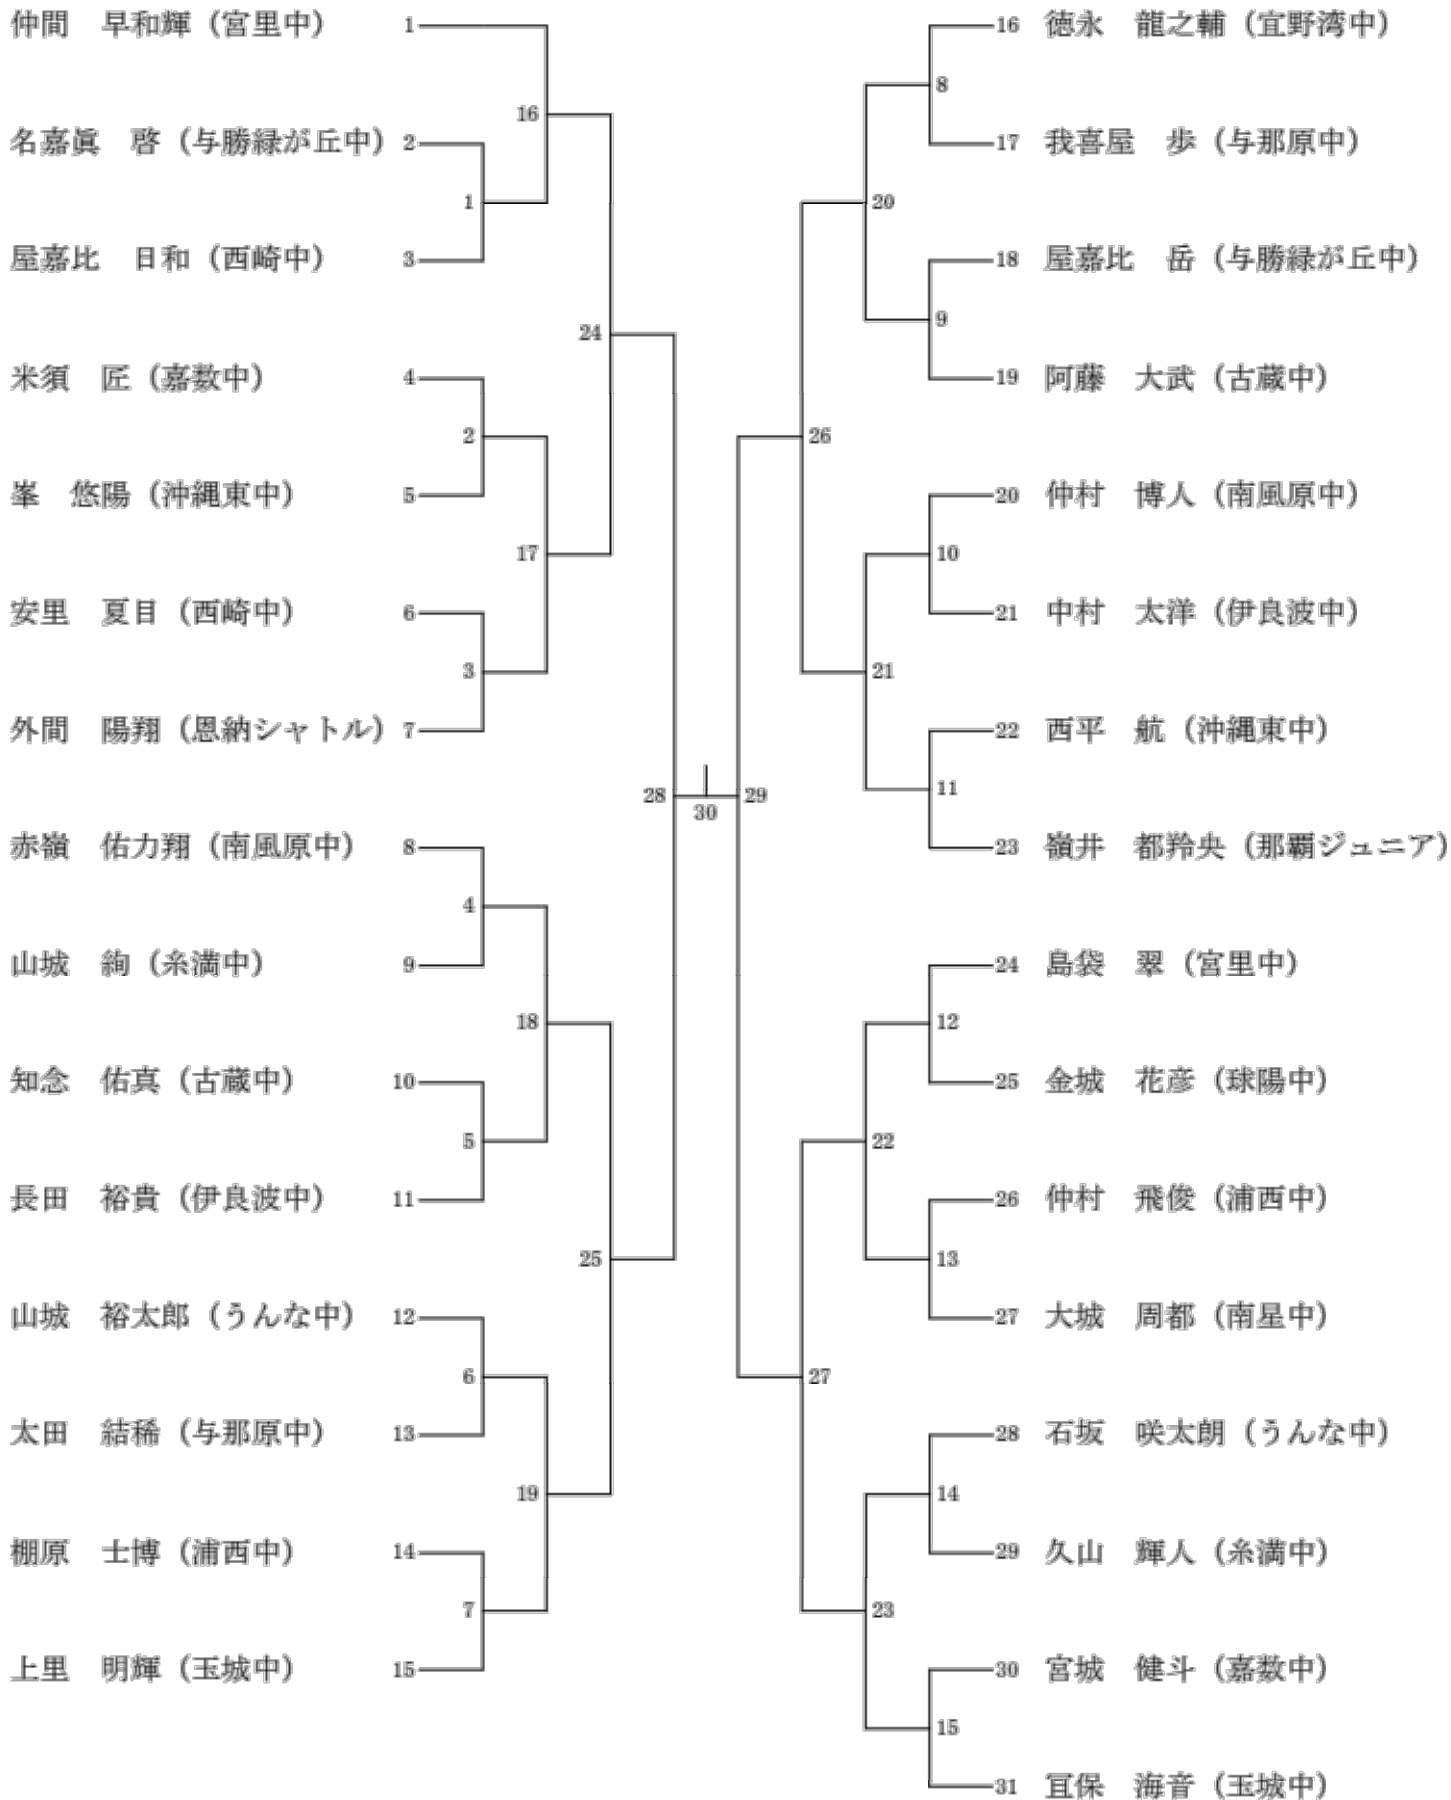 仲間　早和輝（宮里中） 1
名嘉眞　啓（与勝緑が丘中） 2
屋嘉比　日和（西崎中） 3
米須　匠（嘉数中） 4
峯　悠陽（沖縄東中） 5
安里　夏目（西崎中） 6
外間　陽翔（恩納シャトル） 7
赤嶺　佑力翔（南風原中） 8
山城　絢（糸満中） 9
知念　佑真（古蔵中） 10
長田　裕貴（伊良波中） 11
山城　裕太郎（うんな中） 12
太田　結稀（与那原中） 13
棚原　士博（浦西中） 14
上里　明輝（玉城中） 15
1
2
3
4
5
6
7
16
17
18
19
24
25
28
30
29
26
27
20
21
22
23
8
9
10
11
12
13
14
15
16 徳永　龍之輔（宜野湾中）
17 我喜屋　歩（与那原中）
18 屋嘉比　岳（与勝緑が丘中）
19 阿藤　大武（古蔵中）
20 仲村　博人（南風原中）
21 中村　太洋（伊良波中）
22 西平　航（沖縄東中）
23 嶺井　都羚央（那覇ジュニア）
24 島袋　翠（宮里中）
25 金城　花彦（球陽中）
26 仲村　飛俊（浦西中）
27 大城　周都（南星中）
28 石坂　咲太朗（うんな中）
29 久山　輝人（糸満中）
30 宮城　健斗（嘉数中）
31 冝保　海音（玉城中）